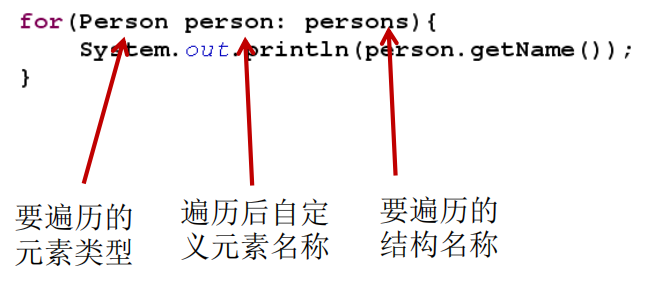 for(Person person: persons){
System.out.println(person.getName());
}
要遍历的 遍历后自定 要遍历的
元素类型 义元素名称 结构名称